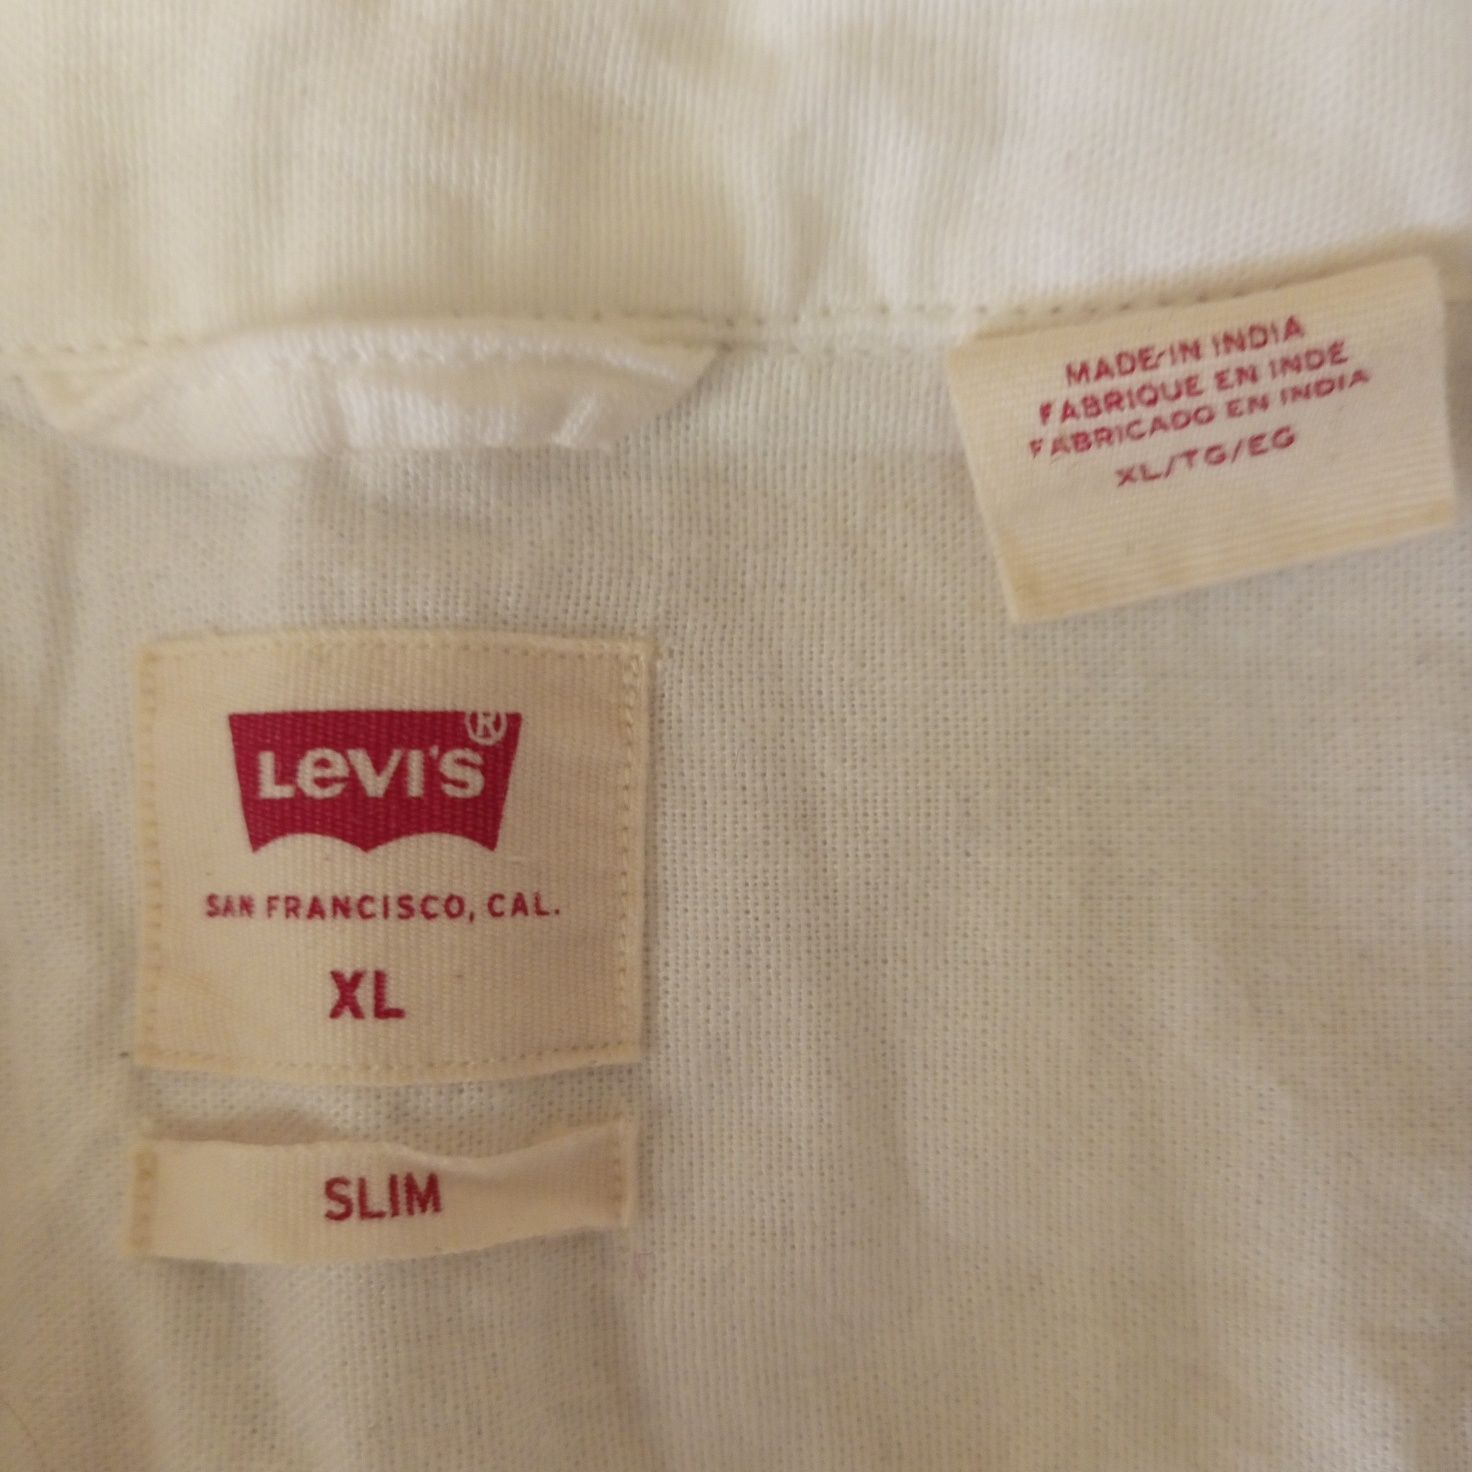 MADE IN INDIA
FABRIQUE EN INDE
FABRICADO EN INDIA
XL/TG/EG
LEVI'S®
SAN FRANCISCO, CAL.
XL
SLIM